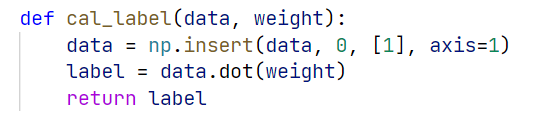 def cal_label(data, weight):
    data = np.insert(data, 0, [1], axis=1)
    label = data.dot(weight)
    return label